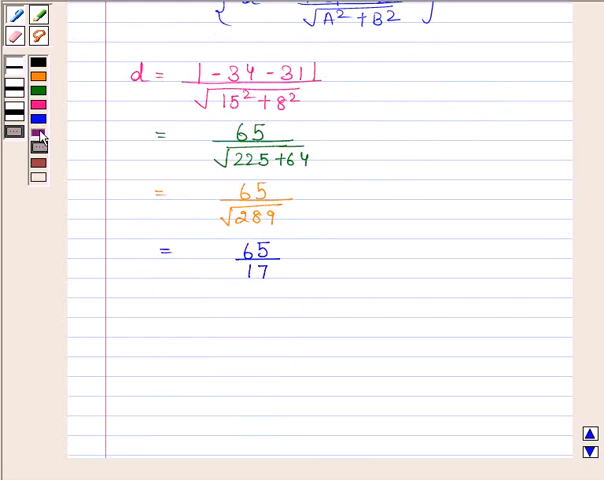 √A² + B²
d = |-34 - 31| / √15² + 8²
= 65 / √225 + 64
= 65 / √289
= 65 / 17